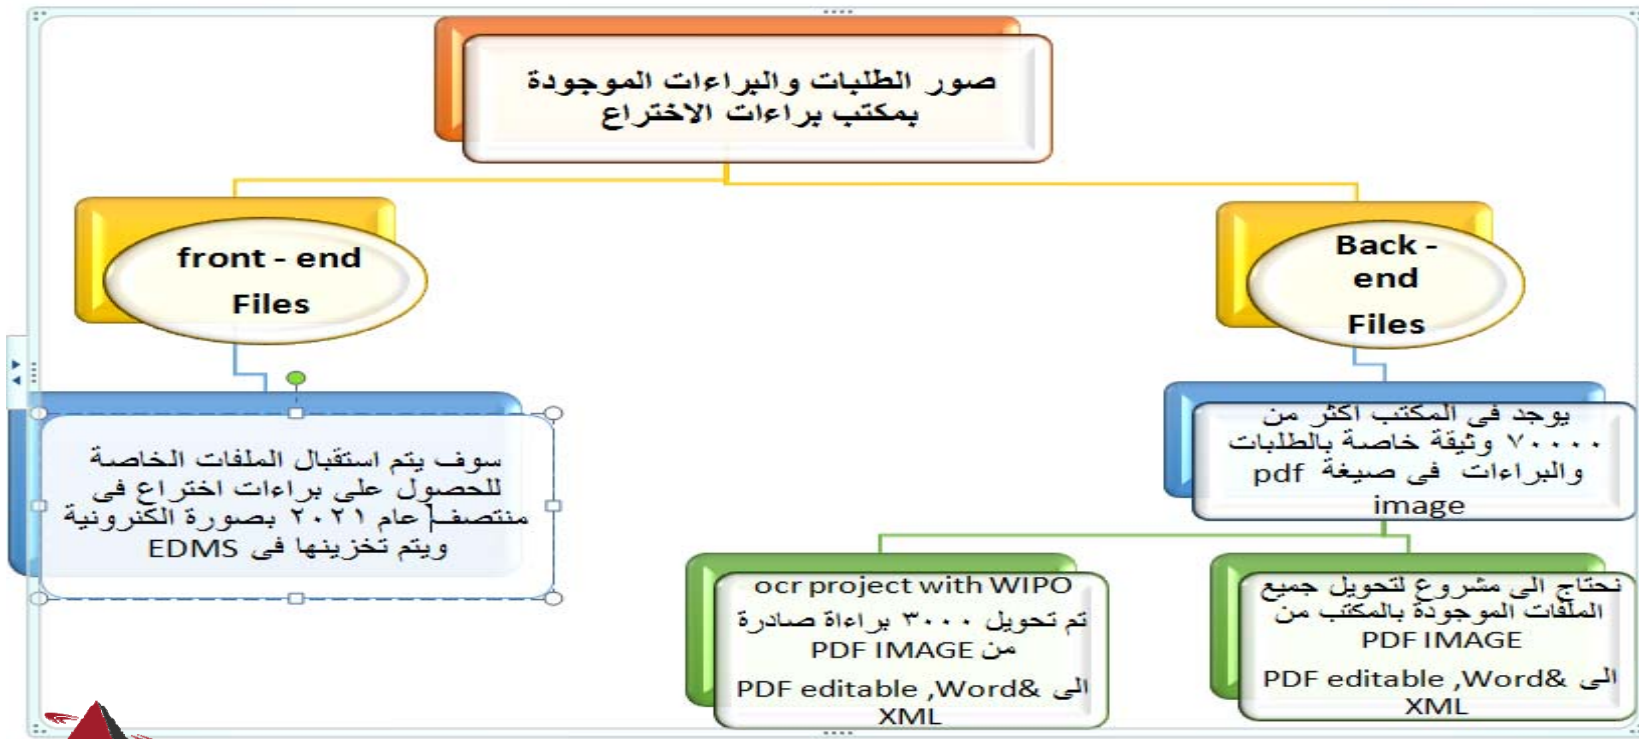 صور الطلبات والبراءات الموجودة
بمكتب براءات الاختراع
front - end
Files
Back -
end
Files
سوف يتم استقبال الملفات الخاصة
للحصول على براءات اختراع فى
منتصف عام ٢٠٢١ بصورة الكترونية
ويتم تخزينها فى EDMS
يوجد فى المكتب اكثر من
٧٠٠٠٠ وثيقة خاصة بالطلبات
والبراءات فى صيغة pdf
image
ocr project with WIPO
تم تحويل ٣٠٠٠ براءاة صادرة
من PDF IMAGE
الى PDF editable ,Word&
XML
نحتاج الى مشروع لتحويل جميع
الملفات الموجودة بالمكتب من
PDF IMAGE
الى PDF editable ,Word&
XML